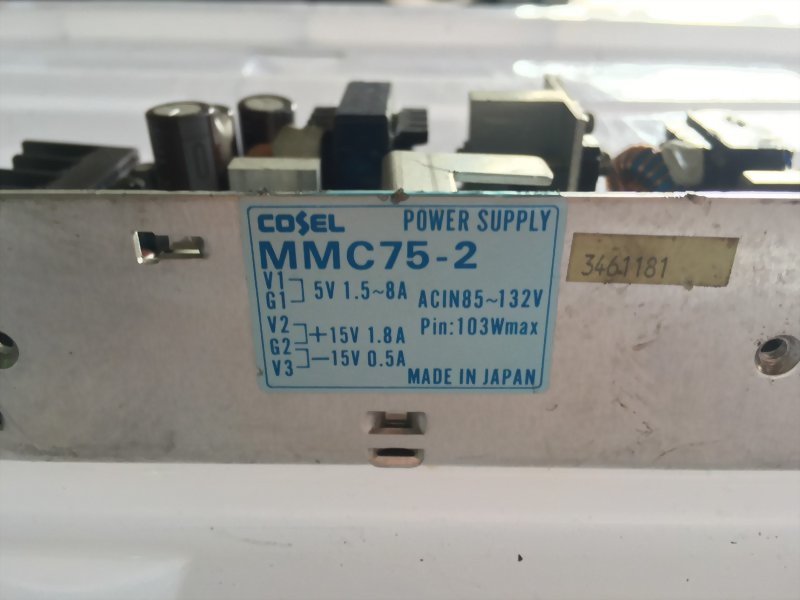 COSEL POWER SUPPLY
MMC75-2
V1 5V 1.5~8A
G1
ACIN85~132V
V2 +15V 1.8A
G2
Pin:103Wmax
V3 -15V 0.5A
MADE IN JAPAN
3461181